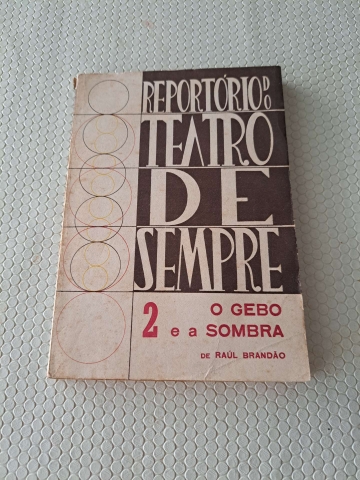 REPORTÓRIO DO
TEATRO
DE
SEMPRE
2 O GEBO
e a SOMBRA
DE RAÚL BRANDÃO